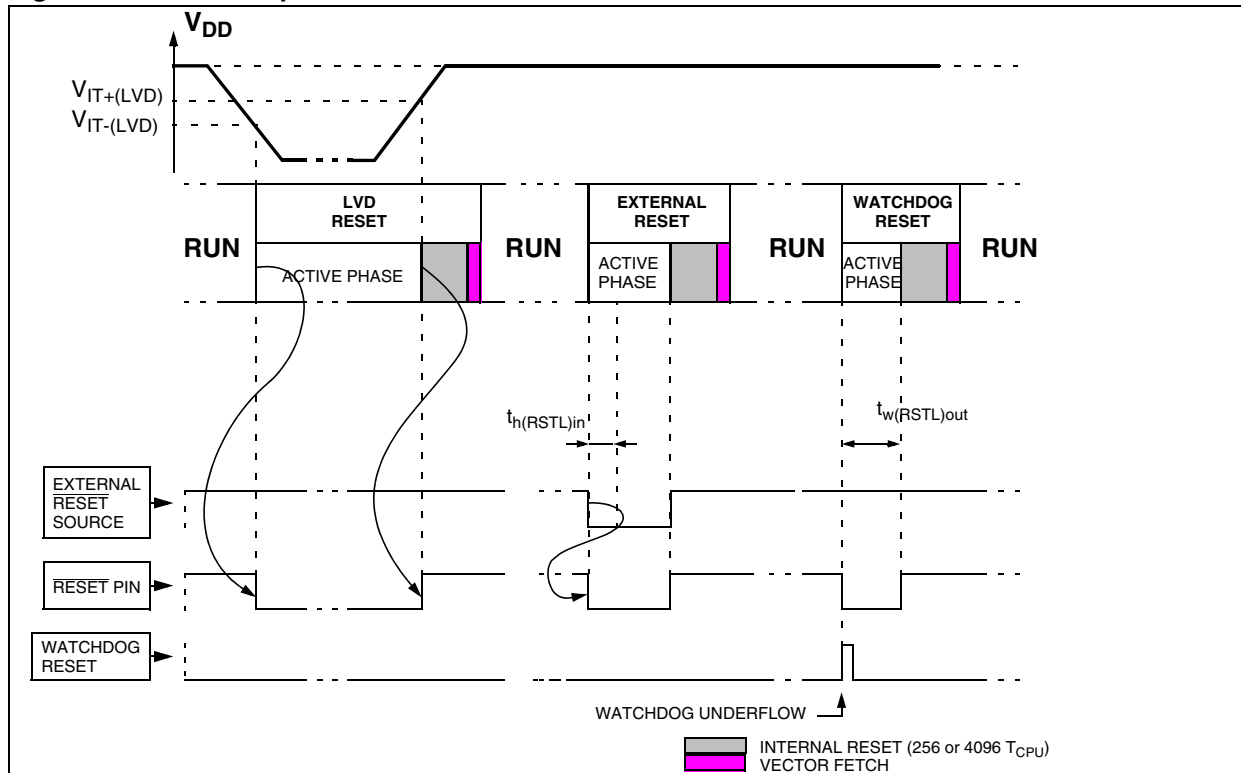 VDD
VIT+(LVD)
VIT-(LVD)
LVD
RESET
EXTERNAL
RESET
WATCHDOG
RESET
RUN
RUN
RUN
RUN
ACTIVE PHASE
ACTIVE
PHASE
ACTIVE
PHASE
th(RSTL)in
tw(RSTL)out
EXTERNAL
RESET
SOURCE
RESET PIN
WATCHDOG
RESET
WATCHDOG UNDERFLOW
INTERNAL RESET (256 or 4096 TCPU)
VECTOR FETCH